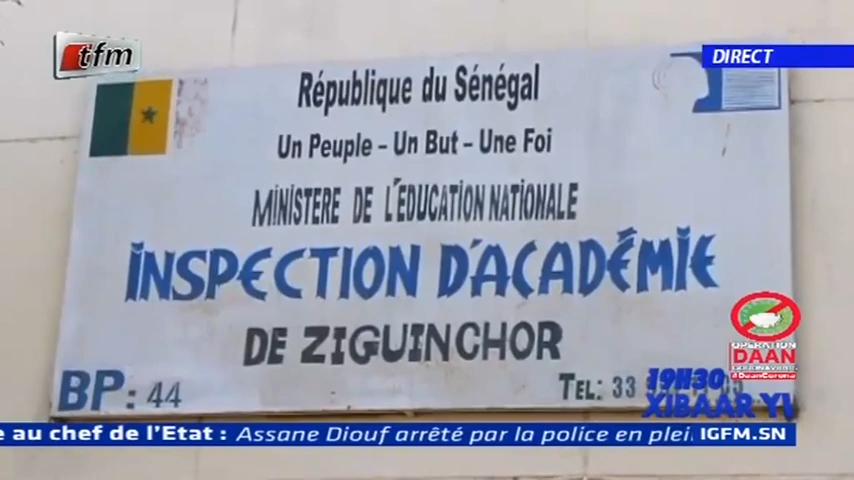 tfm
DIRECT
République du Sénégal
Un Peuple - Un But - Une Foi
MINISTERE DE L'EDUCATION NATIONALE
INSPECTION D'ACADÉMIE
DE ZIGUINCHOR
BP: 44
TEL: 33
OPERATION
DAAN
#DaanCorona
19H30
XIBAAR YI
e au chef de l'Etat : Assane Diouf arrêté par la police en plei
IGFM.SN